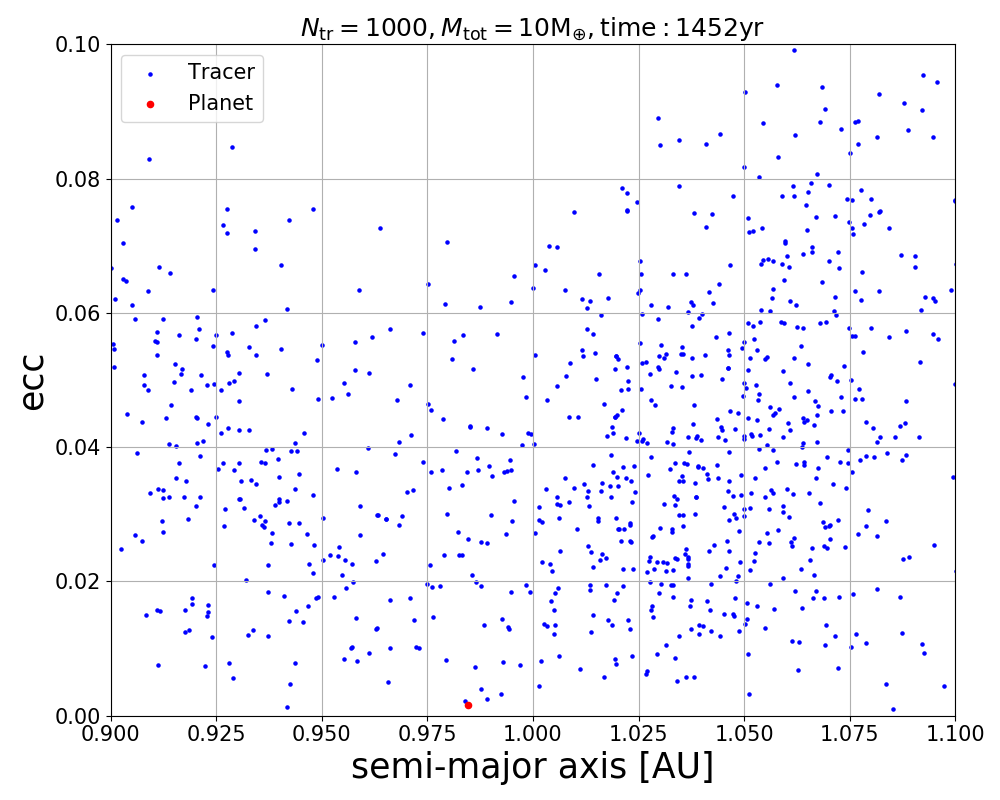 N_tr = 1000, M_tot = 10M_⊕, time : 1452yr
Tracer
Planet
0.10
0.08
0.06
0.04
0.02
0.00
ecc
0.900 0.925 0.950 0.975 1.000 1.025 1.050 1.075 1.100
semi-major axis [AU]